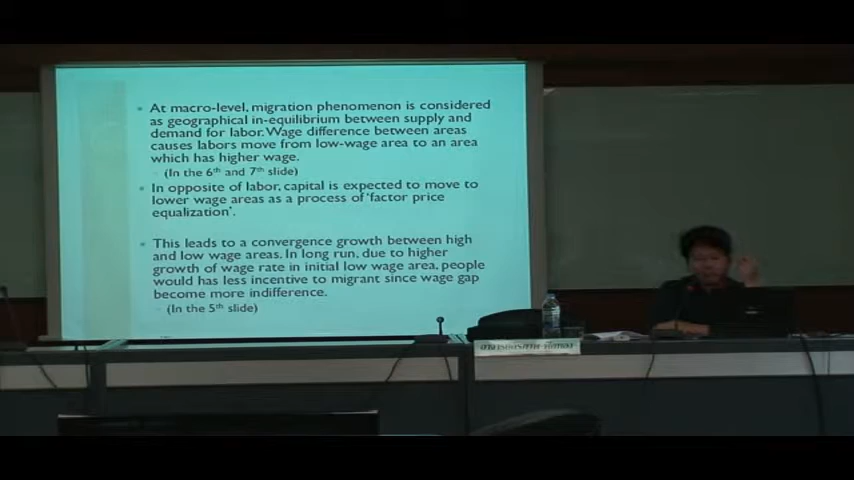 At macro-level, migration phenomenon is considered
as geographical in-equilibrium between supply and
demand for labor. Wage difference between areas
causes labors move from low-wage area to an area
which has higher wage.
(In the 6th and 7th slide)
In opposite of labor, capital is expected to move to
lower wage areas as a process of 'factor price
equalization'.
This leads to a convergence growth between high
and low wage areas. In long run, due to higher
growth of wage rate in initial low wage area, people
would has less incentive to migrant since wage gap
become more indifference.
(In the 5th slide)